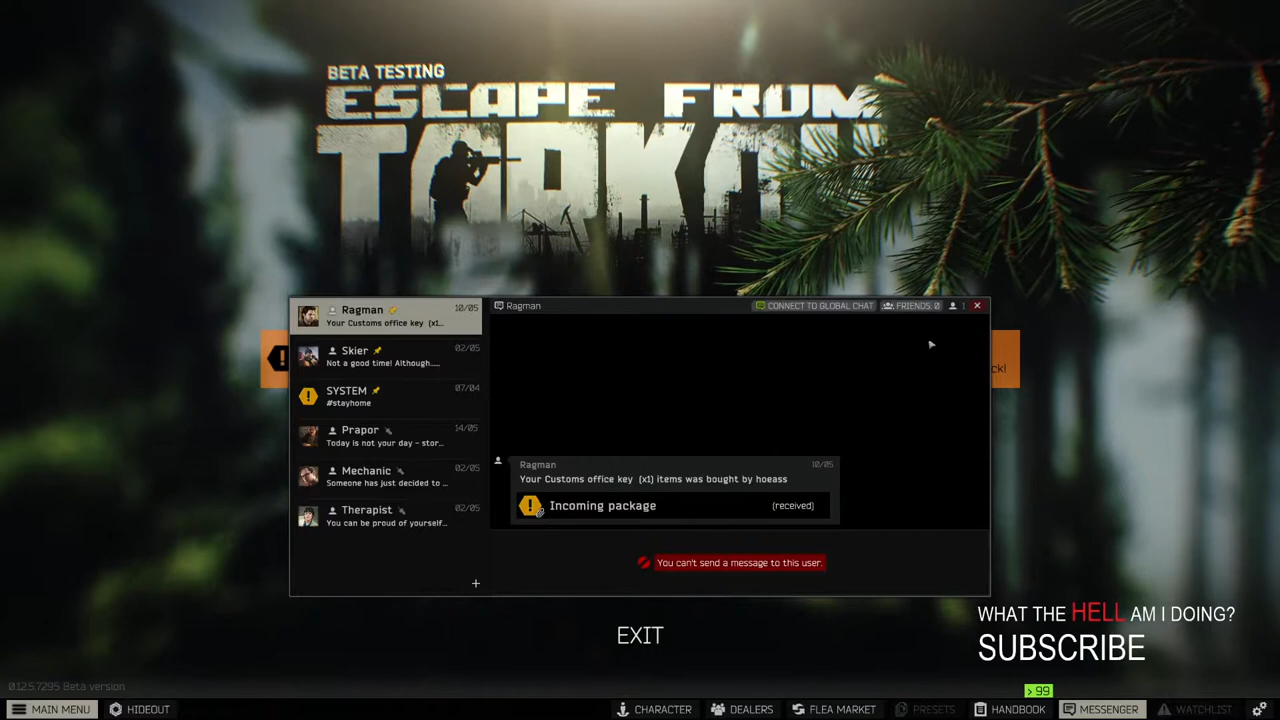 BETA TESTING
ESCAPE FROM
TARKOV
Ragman
10/05
Your Customs office key (x1...
Skier
02/05
Not a good time! Although.....
SYSTEM
07/04
#stayhome
Prapor
14/05
Today is not your day - stor...
Mechanic
02/05
Someone has just decided to ...
Therapist
02/05
You can be proud of yourself...
+
Ragman
CONNECT TO GLOBAL CHAT
FRIENDS: 0
1
ck!
Ragman
10/05
Your Customs office key (x1) items was bought by hoeass
Incoming package
(received)
You can't send a message to this user.
EXIT
WHAT THE HELL AM I DOING?
SUBSCRIBE
0.12.5.7295 Beta version
> 99
MAIN MENU
HIDEOUT
CHARACTER
DEALERS
FLEA MARKET
PRESETS
HANDBOOK
MESSENGER
WATCHLIST